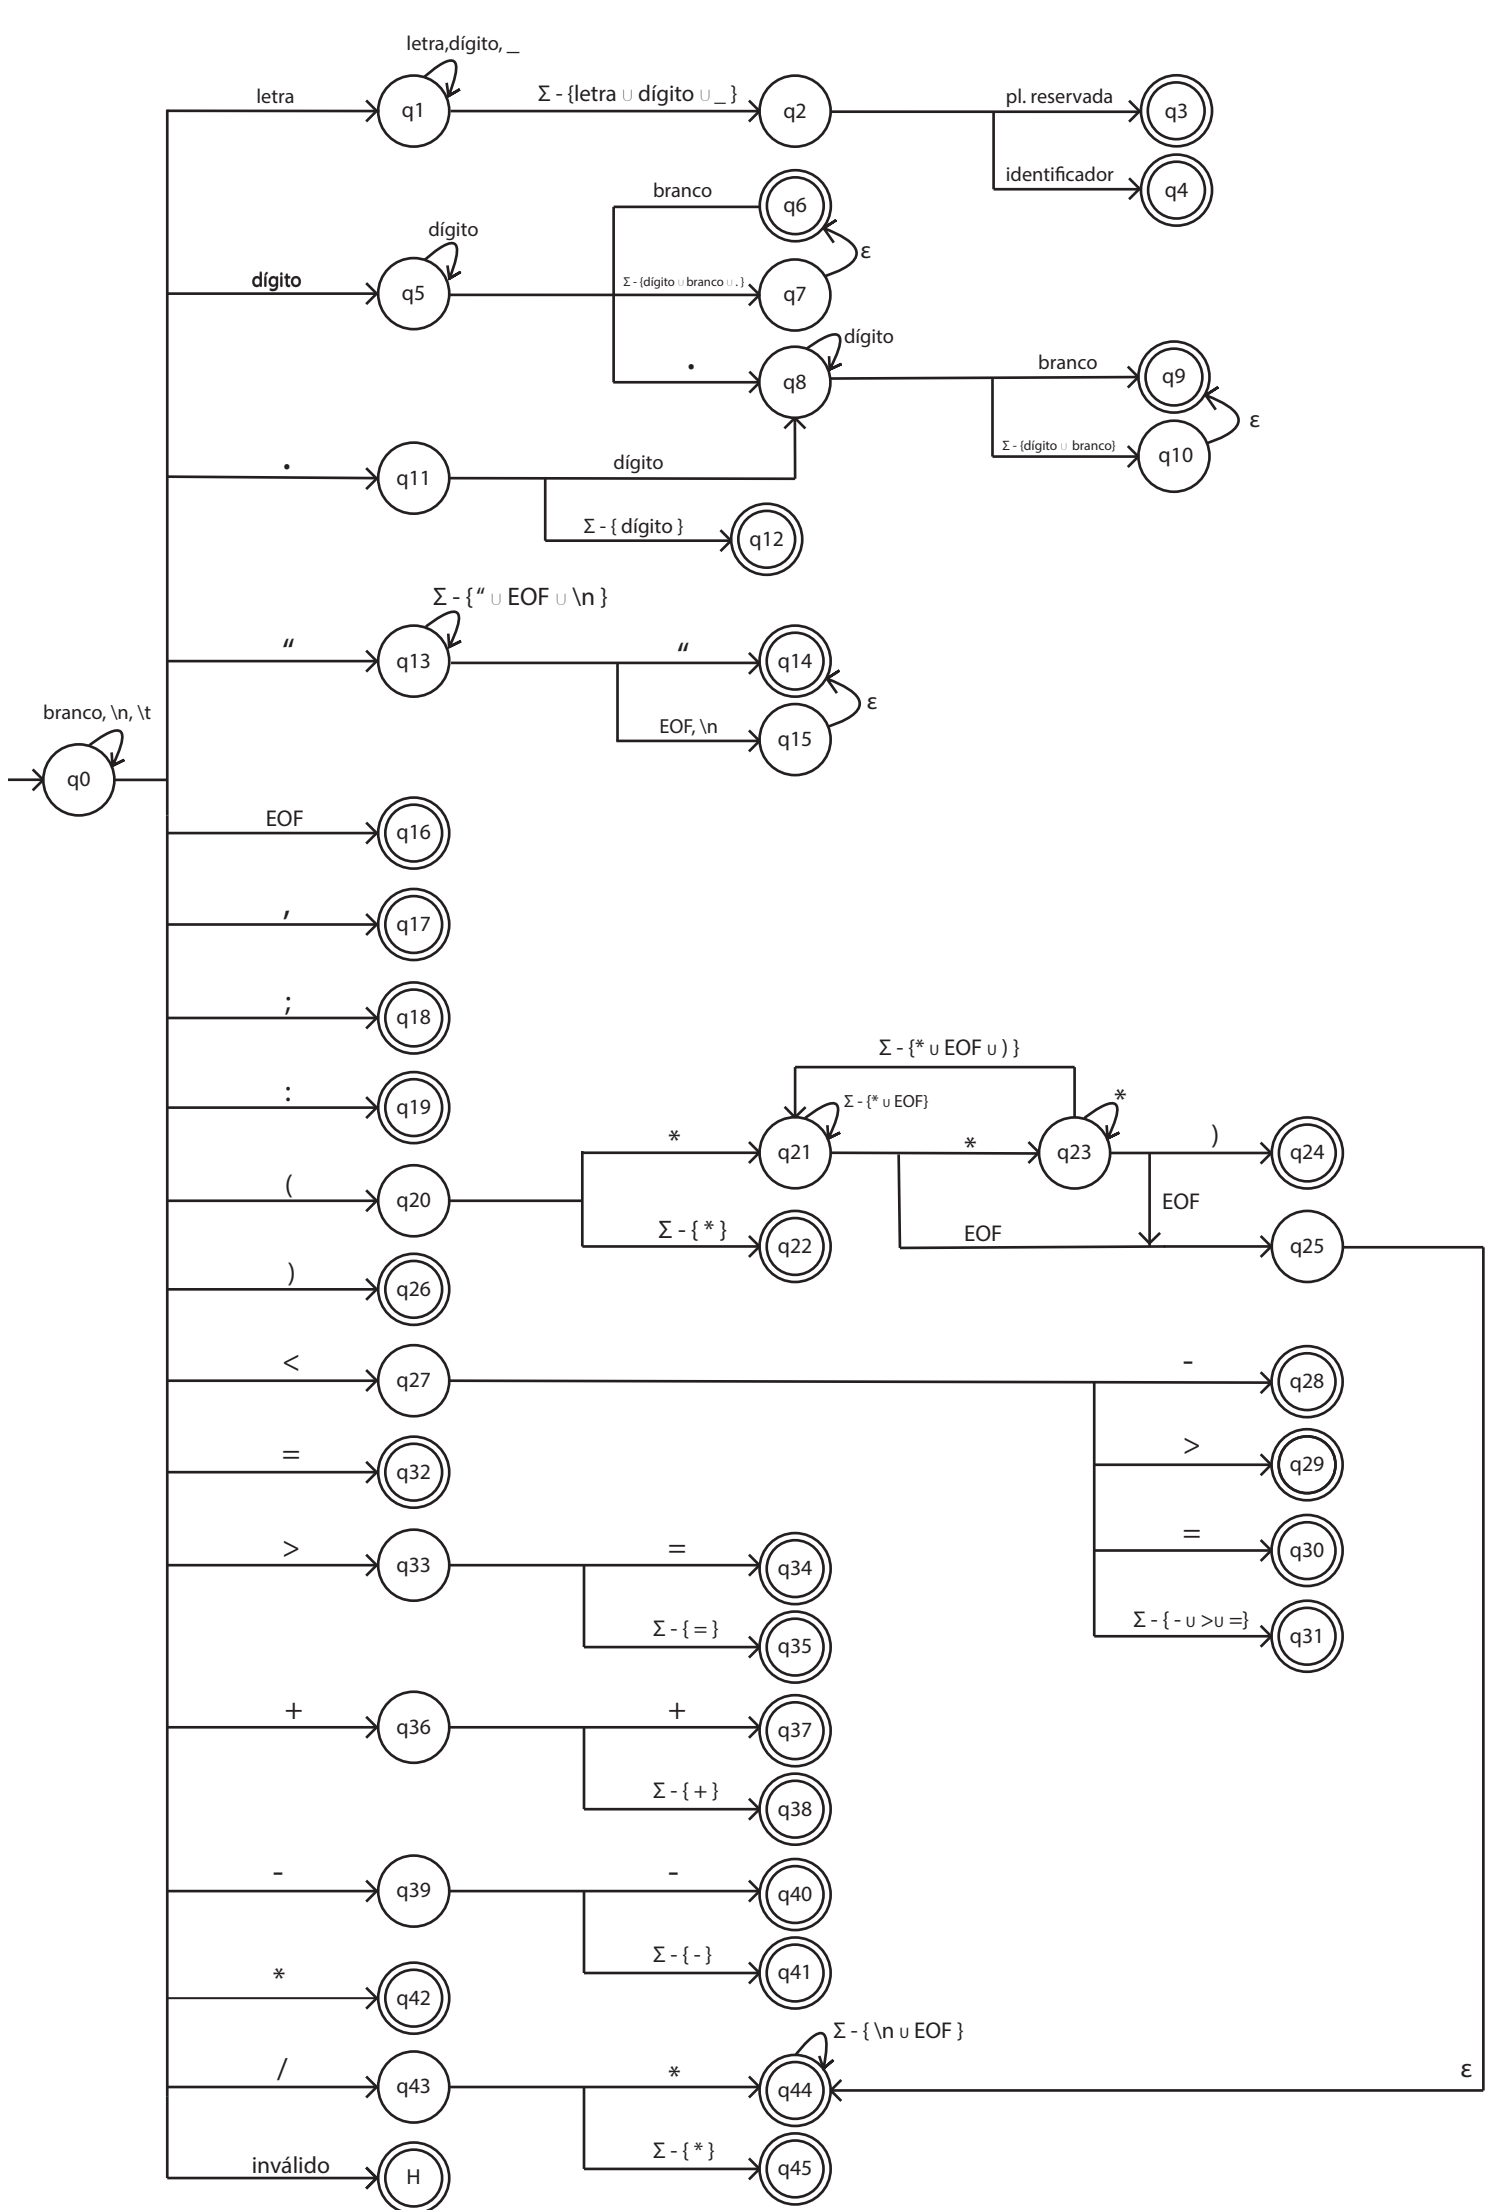 letra,dígito, _
letra
q1
Σ - {letra ∪ dígito ∪ _ }
q2
pl. reservada
q3
identificador
q4
branco
q6
dígito
ε
dígito
q5
Σ - {dígito ∪ branco ∪ . }
q7
dígito
.
q8
branco
q9
ε
Σ - {dígito ∪ branco}
q10
.
q11
dígito
Σ - { dígito }
q12
Σ - { “ ∪ EOF ∪ \n }
“
q13
“
q14
ε
EOF, \n
q15
branco, \n, \t
q0
EOF
q16
,
q17
;
q18
:
q19
Σ - {* ∪ EOF ∪ ) }
Σ - {* ∪ EOF}
*
*
q21
*
q23
)
q24
(
q20
EOF
Σ - { * }
q22
EOF
q25
)
q26
<
q27
-
q28
>
q29
=
q32
=
q30
>
q33
=
q34
Σ - { - ∪ >∪ =}
q31
Σ - { = }
q35
+
q36
+
q37
Σ - { + }
q38
-
q39
-
q40
Σ - { - }
q41
*
q42
Σ - { \n ∪ EOF }
/
q43
*
q44
ε
Σ - { * }
q45
inválido
H